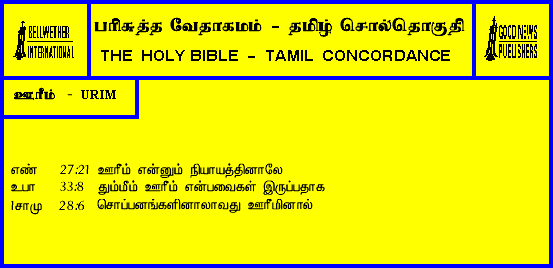 BELLWETHER
INTERNATIONAL
பரிசுத்த வேதாகமம் - தமிழ் சொல்தொகுதி
THE HOLY BIBLE - TAMIL CONCORDANCE
GOOD NEWS
PUBLISHERS
ஊரீம் - URIM
எண் 27:21 ஊரீம் என்னும் நியாயத்தினாலே
உபா 33:8 தும்மீம் ஊரீம் என்பவைகள் இருப்பதாக
1சாமு 28:6 சொப்பனங்களினாலாவது ஊரீமினால்